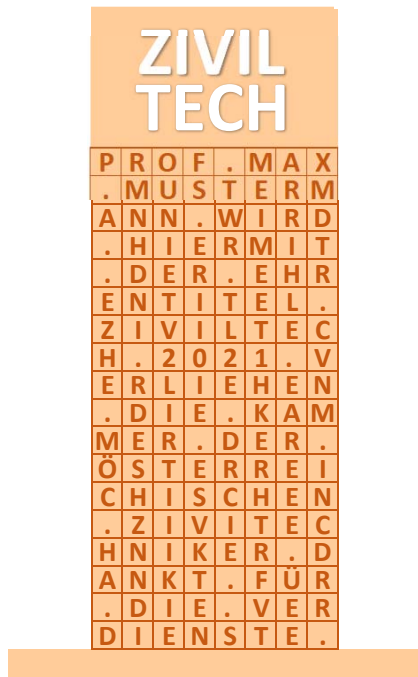 ZIVIL
TECH
PROF.MAX
.MUSTERM
ANN.WIRD
.HIERMIT
.DER.EHR
ENTITEL.
ZIVILTEC
H.2021.V
ERLIEHEN
.DIE.KAM
MER.DER.
ÖSTERREI
CHISCHEN
.ZIVITEC
HNIKER.D
ANKT.FÜR
.DIE.VER
DIENSTE.